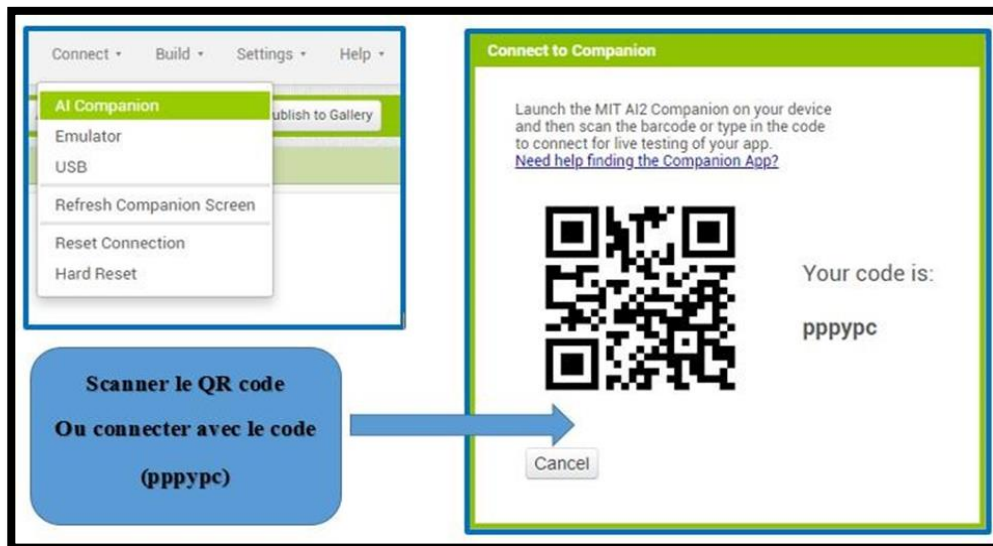 Connect Build Settings Help
AI Companion
ublish to Gallery
Emulator
USB
Refresh Companion Screen
Reset Connection
Hard Reset
Connect to Companion
Launch the MIT AI2 Companion on your device
and then scan the barcode or type in the code
to connect for live testing of your app.
Need help finding the Companion App?
Your code is:
pppypc
Cancel
Scanner le QR code
Ou connecter avec le code
(pppypc)